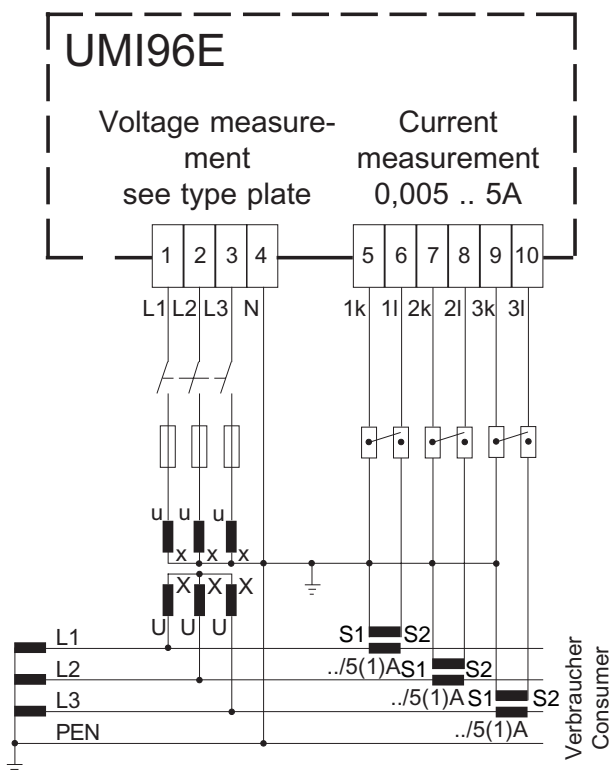 UMI96E
Voltage measure-
ment
see type plate
Current
measurement
0,005 .. 5A
1 2 3 4 5 6 7 8 9 10
L1 L2 L3 N 1k 1l 2k 2l 3k 3l
u u u
x x x
X X X
U U U
L1 S1 S2
../5(1)A
L2 S1 S2
../5(1)A
L3 S1 S2
../5(1)A
PEN
Verbraucher
Consumer